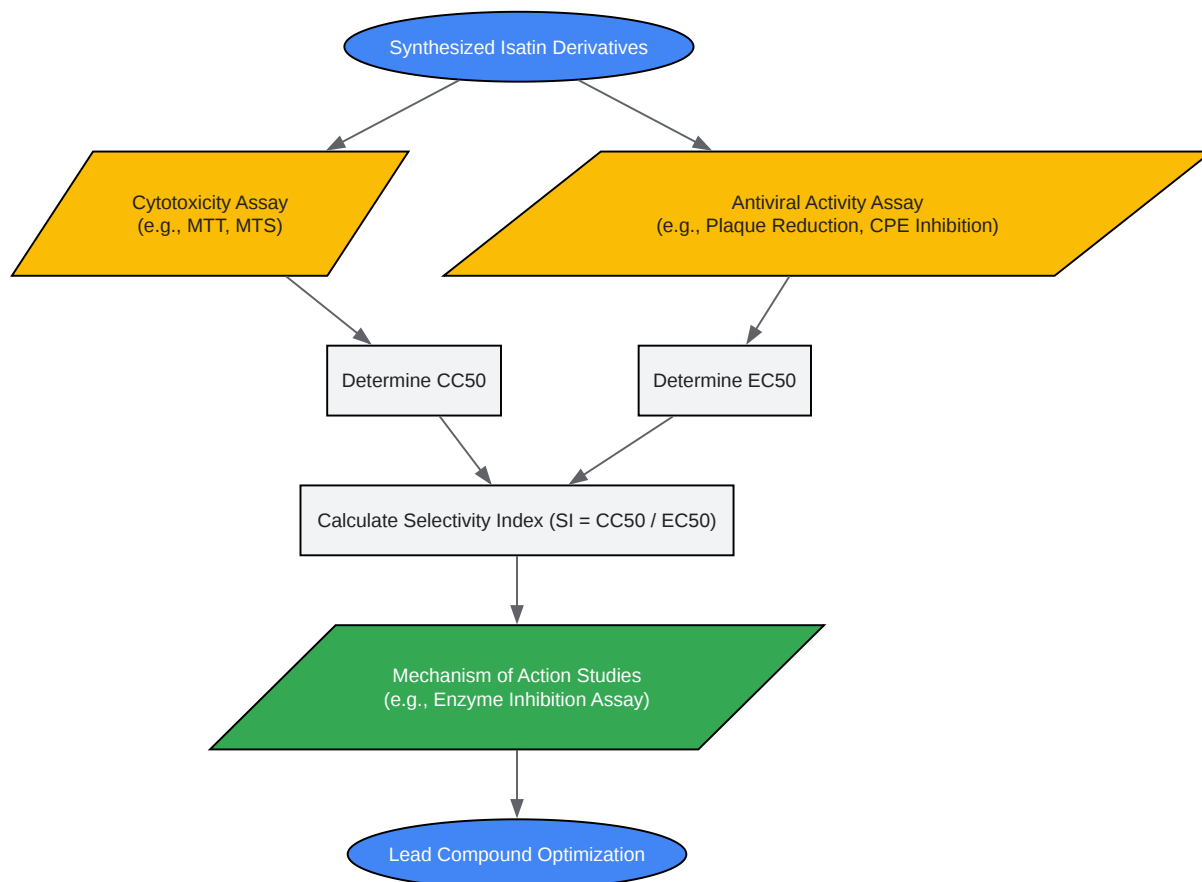 Synthesized Isatin Derivatives
Cytotoxicity Assay
(e.g., MTT, MTS)
Antiviral Activity Assay
(e.g., Plaque Reduction, CPE Inhibition)
Determine CC50
Determine EC50
Calculate Selectivity Index (SI = CC50 / EC50)
Mechanism of Action Studies
(e.g., Enzyme Inhibition Assay)
Lead Compound Optimization